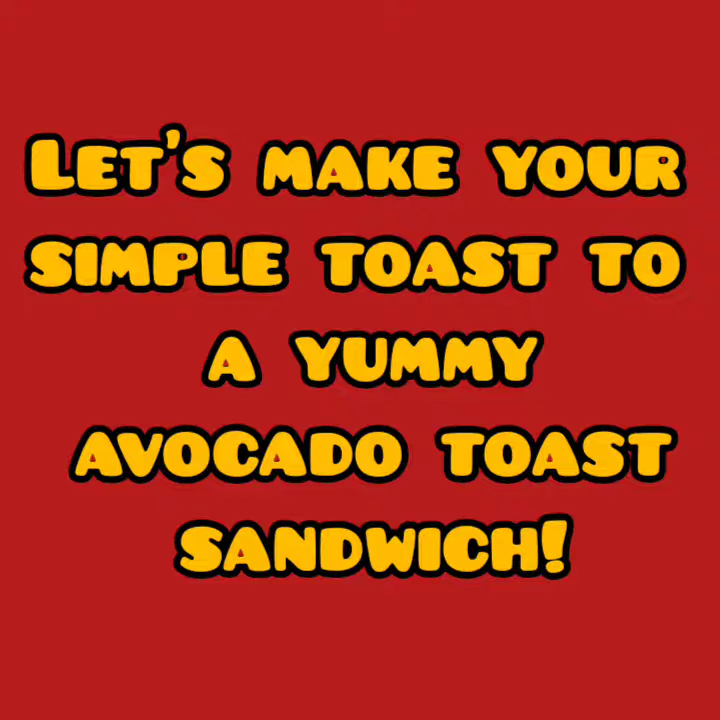 Let's make your
simple toast to
a yummy
avocado toast
sandwich!